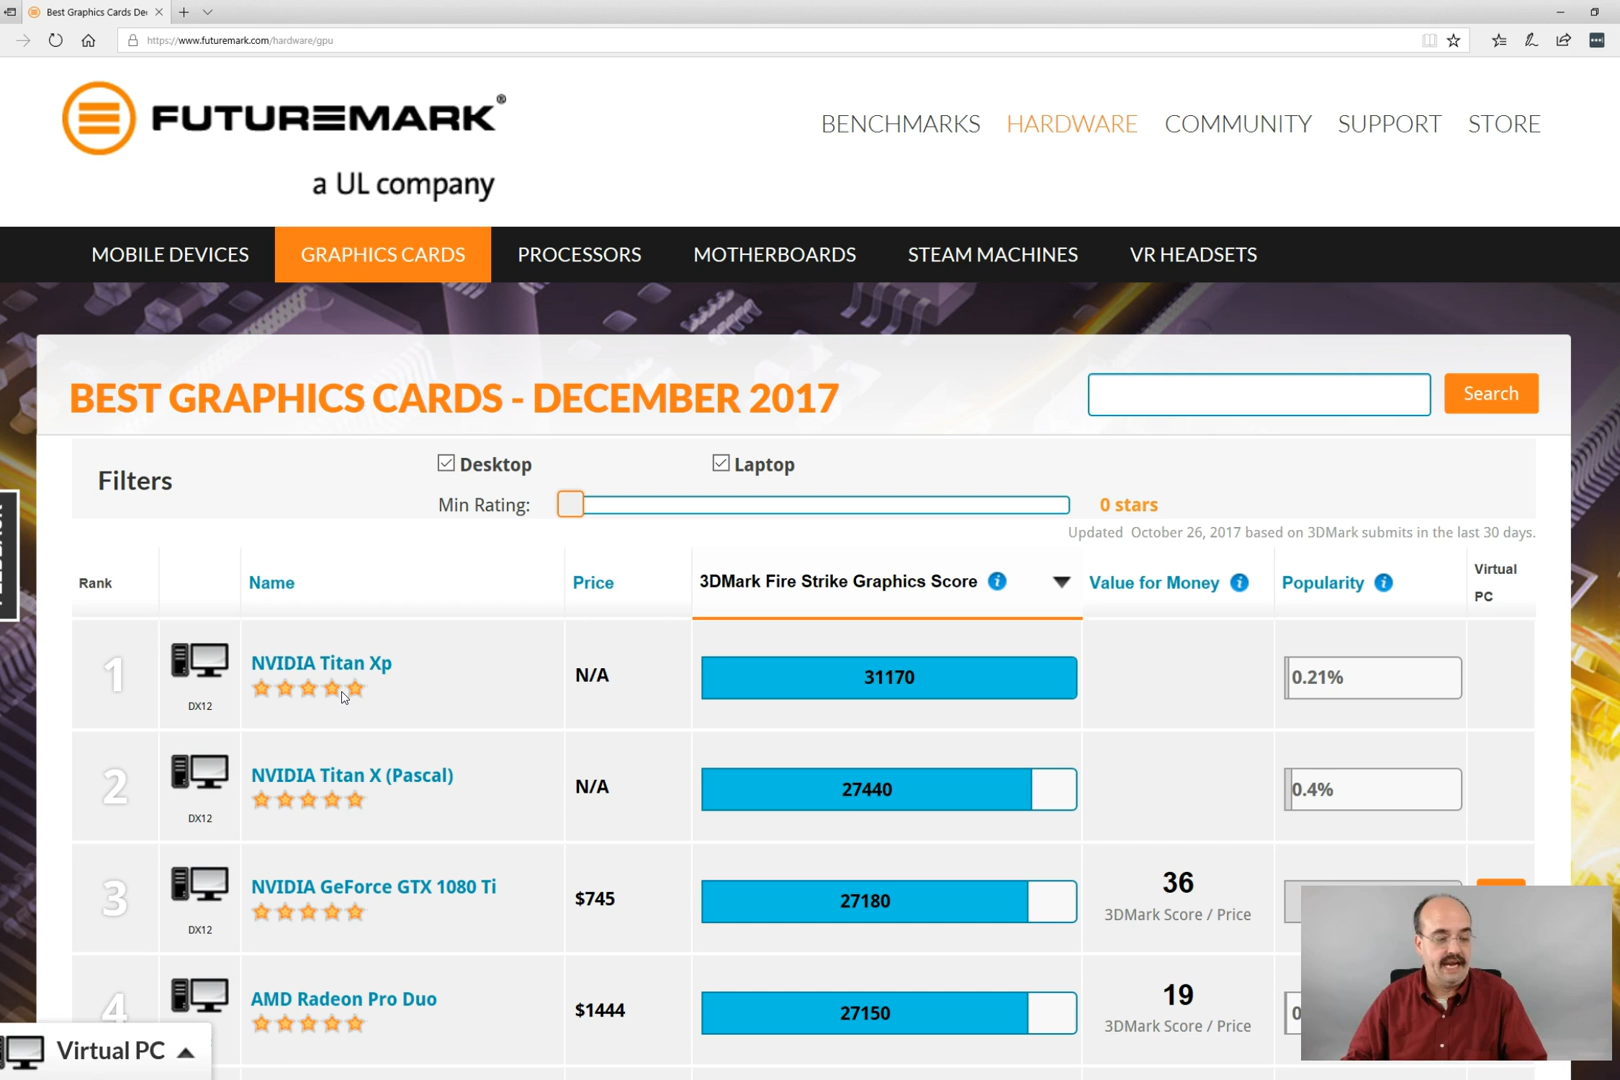 Best Graphics Cards Dec
https://www.futuremark.com/hardware/gpu
FUTUREMARK®
a UL company
BENCHMARKS HARDWARE COMMUNITY SUPPORT STORE
MOBILE DEVICES GRAPHICS CARDS PROCESSORS MOTHERBOARDS STEAM MACHINES VR HEADSETS
BEST GRAPHICS CARDS - DECEMBER 2017
Search
Filters
Desktop Laptop
Min Rating: 0 stars
Updated October 26, 2017 based on 3DMark submits in the last 30 days.
Rank Name Price 3DMark Fire Strike Graphics Score Value for Money Popularity Virtual PC
1 DX12 NVIDIA Titan Xp N/A 31170 0.21%
2 DX12 NVIDIA Titan X (Pascal) N/A 27440 0.4%
3 DX12 NVIDIA GeForce GTX 1080 Ti $745 27180 36 3DMark Score / Price
4 AMD Radeon Pro Duo $1444 27150 19 3DMark Score / Price 0
Virtual PC